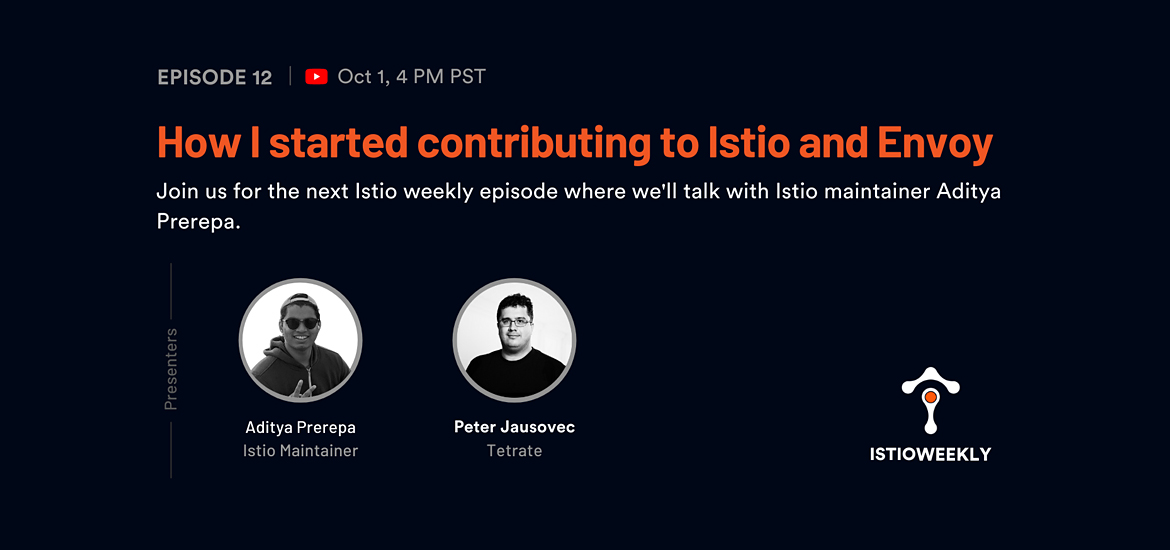 EPISODE 12
Oct 1, 4 PM PST
How I started contributing to Istio and Envoy
Join us for the next Istio weekly episode where we'll talk with Istio maintainer Aditya
Prerepa.
Presenters
Aditya Prerepa
Istio Maintainer
Peter Jausovec
Tetrate
ISTIOWEEKLY